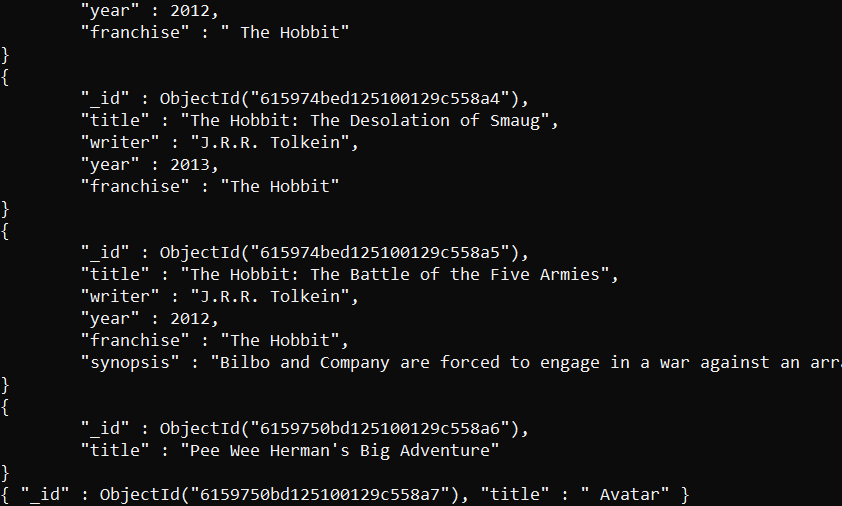 "year" : 2012,
"franchise" : " The Hobbit"
}
{
"_id" : ObjectId("615974bed125100129c558a4"),
"title" : "The Hobbit: The Desolation of Smaug",
"writer" : "J.R.R. Tolkein",
"year" : 2013,
"franchise" : "The Hobbit"
}
{
"_id" : ObjectId("615974bed125100129c558a5"),
"title" : "The Hobbit: The Battle of the Five Armies",
"writer" : "J.R.R. Tolkein",
"year" : 2012,
"franchise" : "The Hobbit",
"synopsis" : "Bilbo and Company are forced to engage in a war against an
}
{
"_id" : ObjectId("6159750bd125100129c558a6"),
"title" : "Pee Wee Herman's Big Adventure"
}
{ "_id" : ObjectId("6159750bd125100129c558a7"), "title" : " Avatar" }